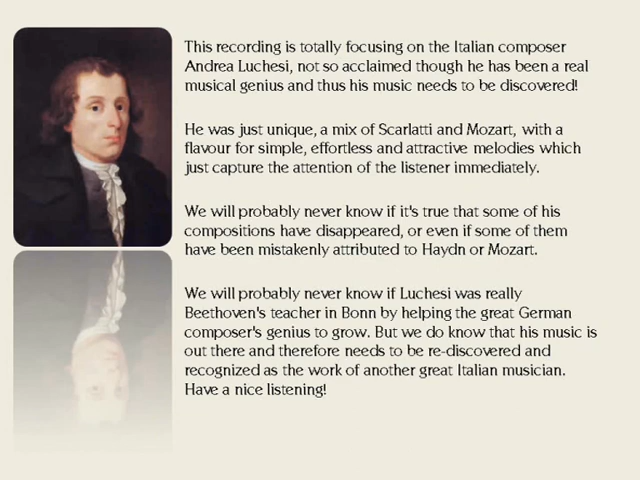 This recording is totally focusing on the Italian composer
Andrea Luchesi, not so acclaimed though he has been a real
musical genius and thus his music needs to be discovered!
He was just unique, a mix of Scarlatti and Mozart, with a
flavour for simple, effortless and attractive melodies which
just capture the attention of the listener immediately.
We will probably never know if it's true that some of his
compositions have disappeared, or even if some of them
have been mistakenly attributed to Haydn or Mozart.
We will probably never know if Luchesi was really
Beethoven's teacher in Bonn by helping the great German
composer's genius to grow. But we do know that his music is
out there and therefore needs to be re-discovered and
recognized as the work of another great Italian musician.
Have a nice listening!